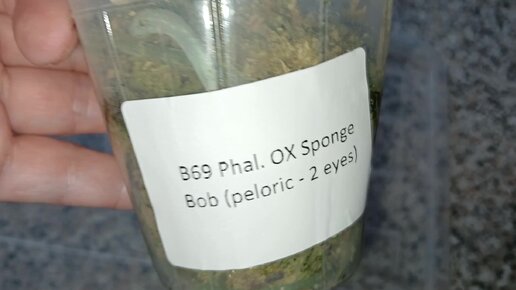 B69 Phal. OX Sponge
Bob (peloric - 2 eyes)